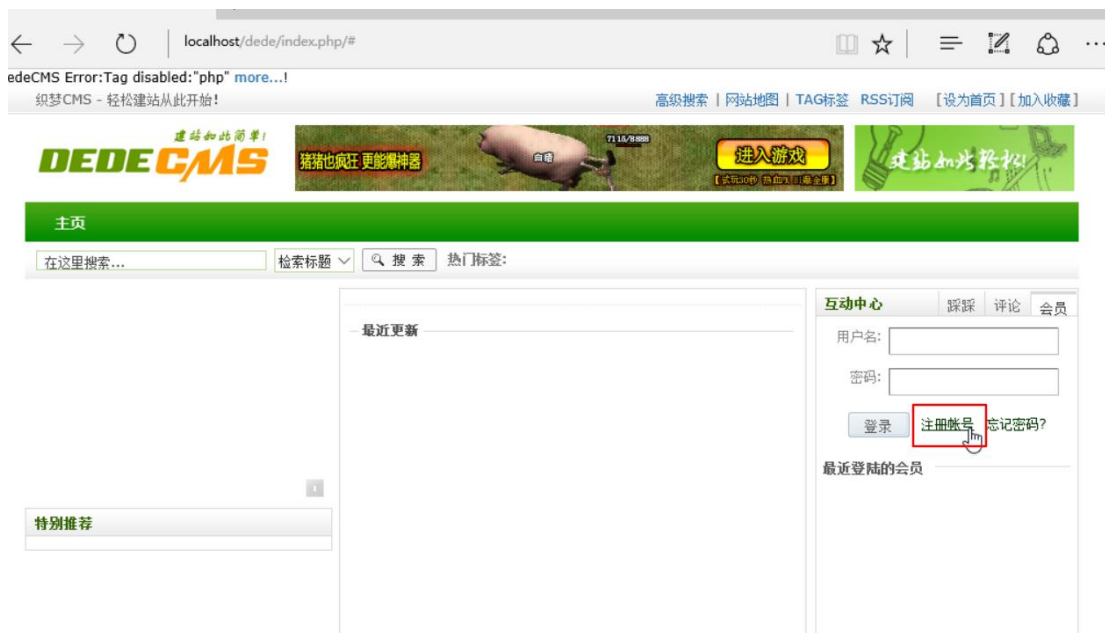 localhost/dede/index.php/#
edeCMS Error:Tag disabled:"php" more...!
织梦CMS - 轻松建站从此开始!
高级搜索 | 网站地图 | TAG标签 RSS订阅 [设为首页] [加入收藏]
建站如此简单!
DEDECMS
猪猪也疯狂 更能爆神器
白猪
7115/8888
进入游戏
建站如此轻松!
主页
在这里搜索... 检索标题 搜 索 热门标签:
互动中心 踩踩 评论 会员
最近更新
用户名:
密码:
登录 注册帐号 忘记密码?
最近登陆的会员
1
特别推荐